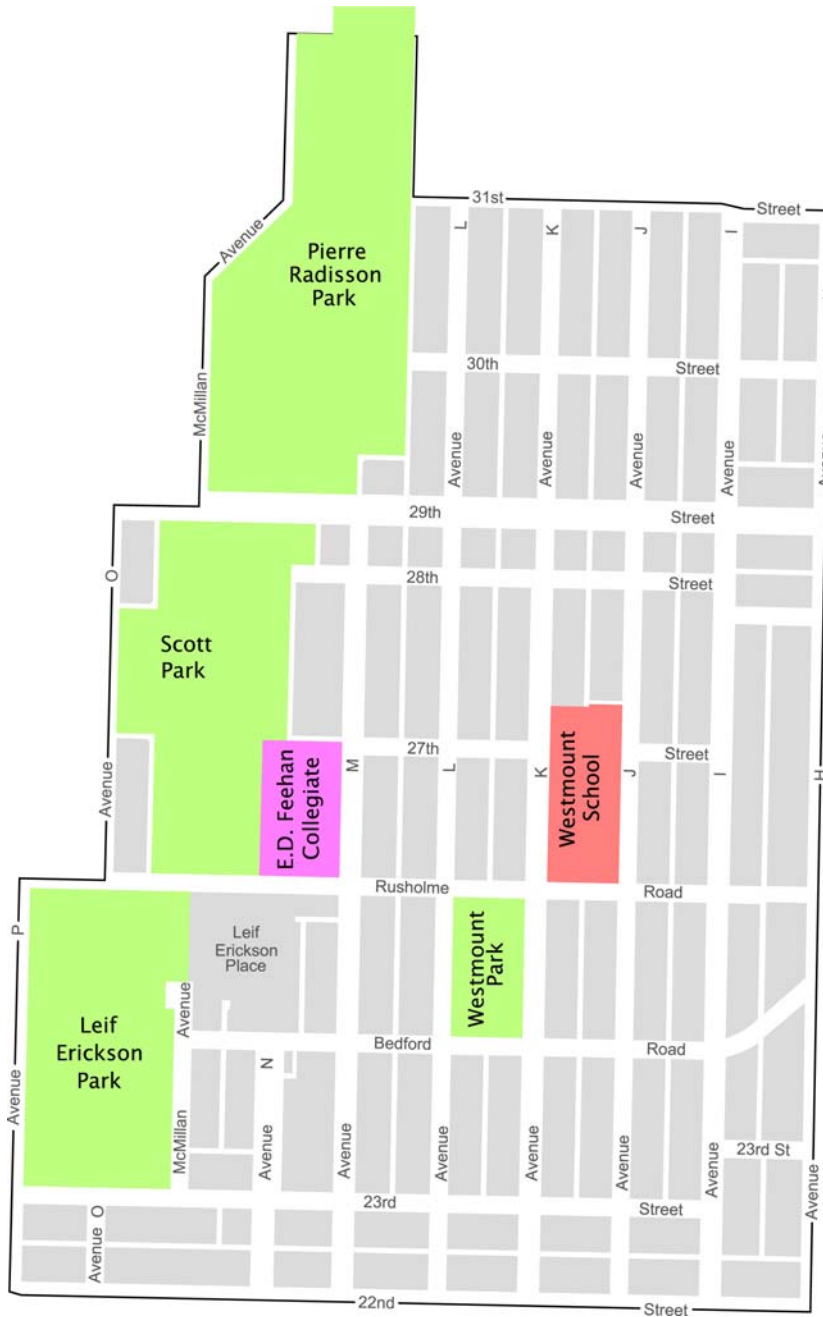 31st
Street
L
K
J
I
Avenue
Pierre
Radisson
Park
30th
Street
McMillan
Avenue
Avenue
Avenue
Avenue
29th
Street
O
28th
Street
Scott
Park
27th
Street
Avenue
E.D. Feehan
Collegiate
M
L
K
Westmount
School
J
I
H
Rusholme
Road
P
Leif
Erickson
Place
Westmount
Park
Avenue
Leif
Erickson
Park
Bedford
Road
N
Avenue
McMillan
Avenue
Avenue
Avenue
Avenue
Avenue
Avenue
23rd St
Avenue
23rd
Street
Avenue O
22nd
Street